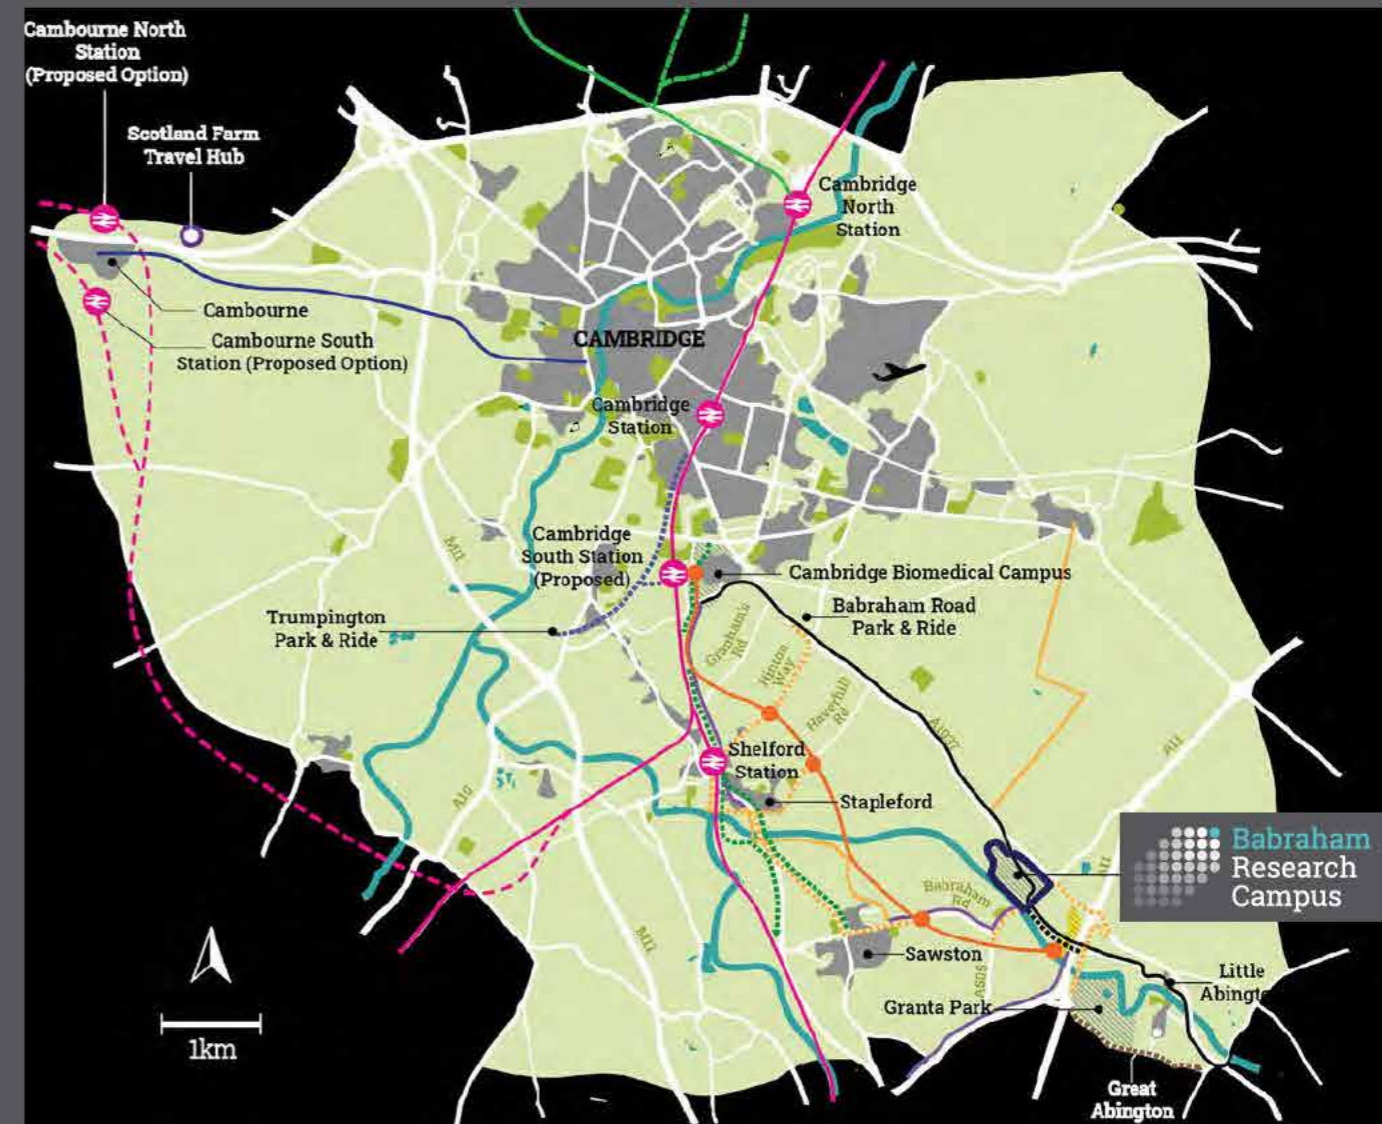 Cambourne North
Station
(Proposed Option)
Scotland Farm
Travel Hub
Cambridge
North
Station
Cambourne
Cambourne South
Station (Proposed Option)
CAMBRIDGE
Cambridge
Station
Cambridge
South Station
(Proposed)
M11
Cambridge Biomedical Campus
Trumpington
Park & Ride
Babraham Road
Park & Ride
Granham's
Rd
Hinton
Way
Haverhill
Rd
A1307
A11
Shelford
Station
Stapleford
A10
Babraham
Research
Campus
A11
Babraham
Rd
M11
Sawston
A505
Granta Park
Little
1km
Great
Abington